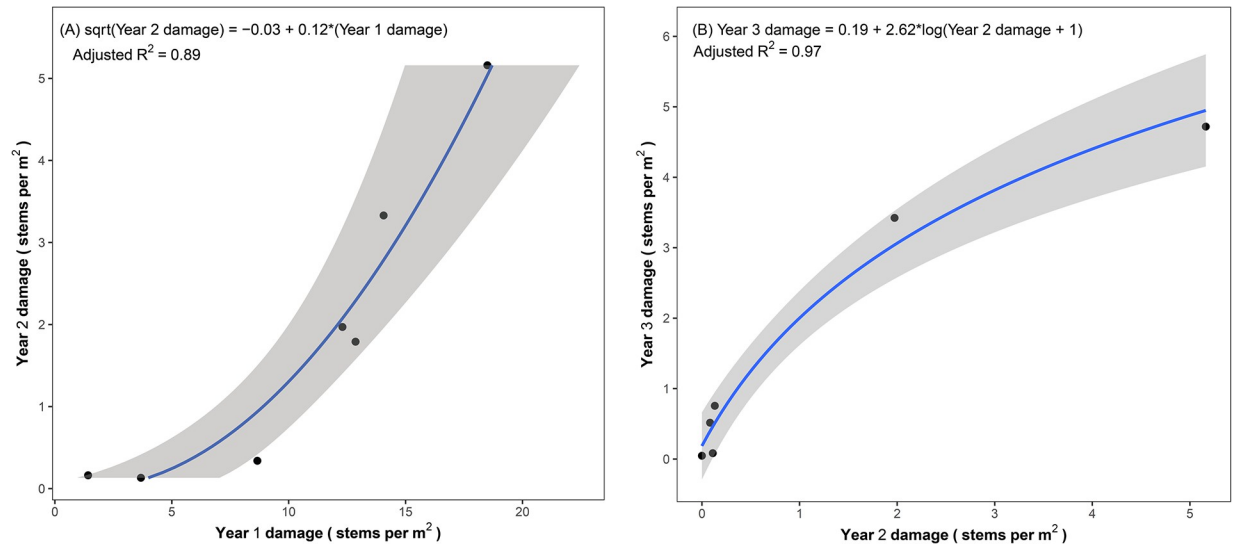 (A) sqrt(Year 2 damage) = −0.03 + 0.12*(Year 1 damage)
Adjusted R² = 0.89
Year 2 damage ( stems per m² )
5
4
3
2
1
0
0 5 10 15 20
Year 1 damage ( stems per m² )
(B) Year 3 damage = 0.19 + 2.62*log(Year 2 damage + 1)
Adjusted R² = 0.97
Year 3 damage ( stems per m² )
6
5
4
3
2
1
0
0 1 2 3 4 5
Year 2 damage ( stems per m² )